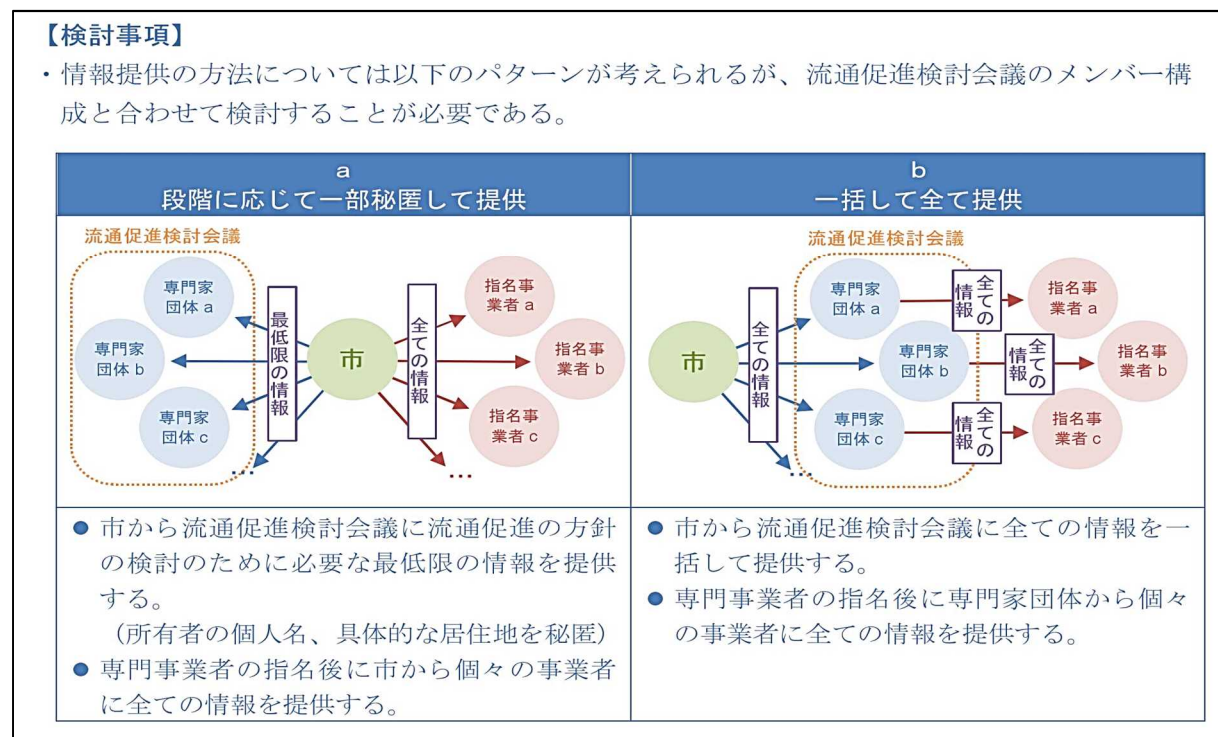 【検討事項】
・情報提供の方法については以下のパターンが考えられるが、流通促進検討会議のメンバー構
成と合わせて検討することが必要である。
a
段階に応じて一部秘匿して提供
流通促進検討会議
専門家
団体 a
専門家
団体 b
専門家
団体 c
…
最低限の情報
市
全ての情報
指名事
業者 a
指名事
業者 b
指名事
業者 c
…
● 市から流通促進検討会議に流通促進の方針
の検討のために必要な最低限の情報を提供
する。
（所有者の個人名、具体的な居住地を秘匿）
● 専門事業者の指名後に市から個々の事業者
に全ての情報を提供する。
b
一括して全て提供
流通促進検討会議
市
全ての情報
専門家
団体 a
専門家
団体 b
専門家
団体 c
…
全ての
情報
指名事
業者 a
全ての
情報
指名事
業者 b
全ての
情報
指名事
業者 c
● 市から流通促進検討会議に全ての情報を一
括して提供する。
● 専門事業者の指名後に専門家団体から個々
の事業者に全ての情報を提供する。